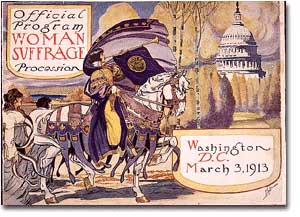 Official
Program
WOMAN
SUFFRAGE
Procession
Washington
D.C.
March 3, 1913